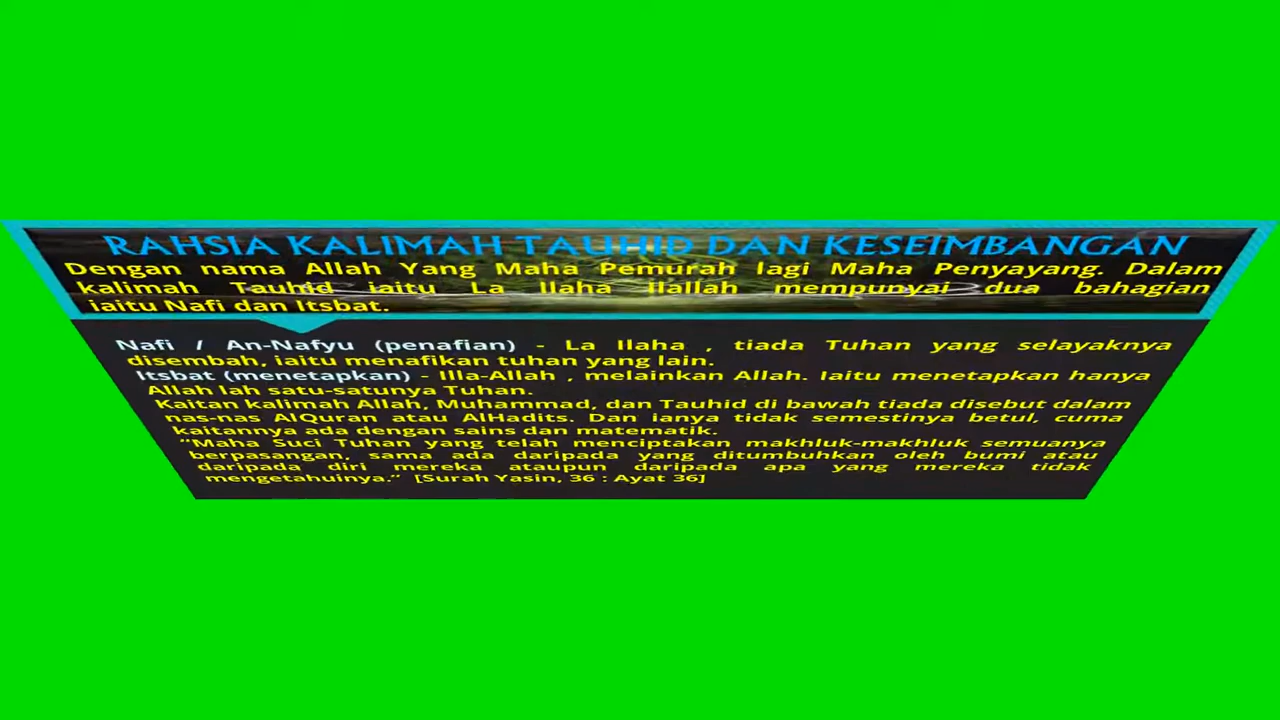 RAHSIA KALIMAH TAUHID DAN KESEIMBANGAN
Dengan nama Allah Yang Maha Pemurah lagi Maha Penyayang. Dalam
kalimah Tauhid iaitu La Ilaha Ilallah mempunyai dua bahagian
iaitu Nafi dan Itsbat.
Nafi / An-Nafyu (penafian) - La Ilaha , tiada Tuhan yang selayaknya
disembah, iaitu menafikan tuhan yang lain.
Itsbat (menetapkan) - Illa-Allah , melainkan Allah. Iaitu menetapkan hanya
Allah lah satu-satunya Tuhan.
Kaitan kalimah Allah, Muhammad, dan Tauhid di bawah tiada disebut dalam
nas-nas AlQuran atau AlHadits. Dan ianya tidak semestinya betul, cuma
kaitannya ada dengan sains dan matematik.
“Maha Suci Tuhan yang telah menciptakan makhluk-makhluk semuanya
berpasangan, sama ada daripada yang ditumbuhkan oleh bumi atau
daripada diri mereka ataupun daripada apa yang mereka tidak
mengetahuinya.” [Surah Yasin, 36 : Ayat 36]